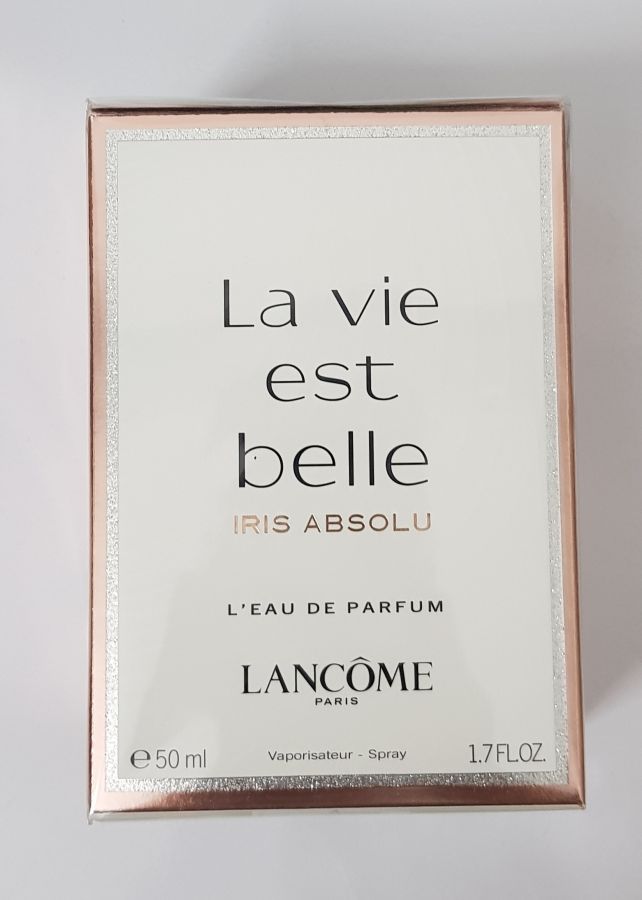 La vie
est
belle
IRIS ABSOLU
L'EAU DE PARFUM
LANCÔME
PARIS
℮ 50 ml Vaporisateur - Spray 1.7 FL.OZ.